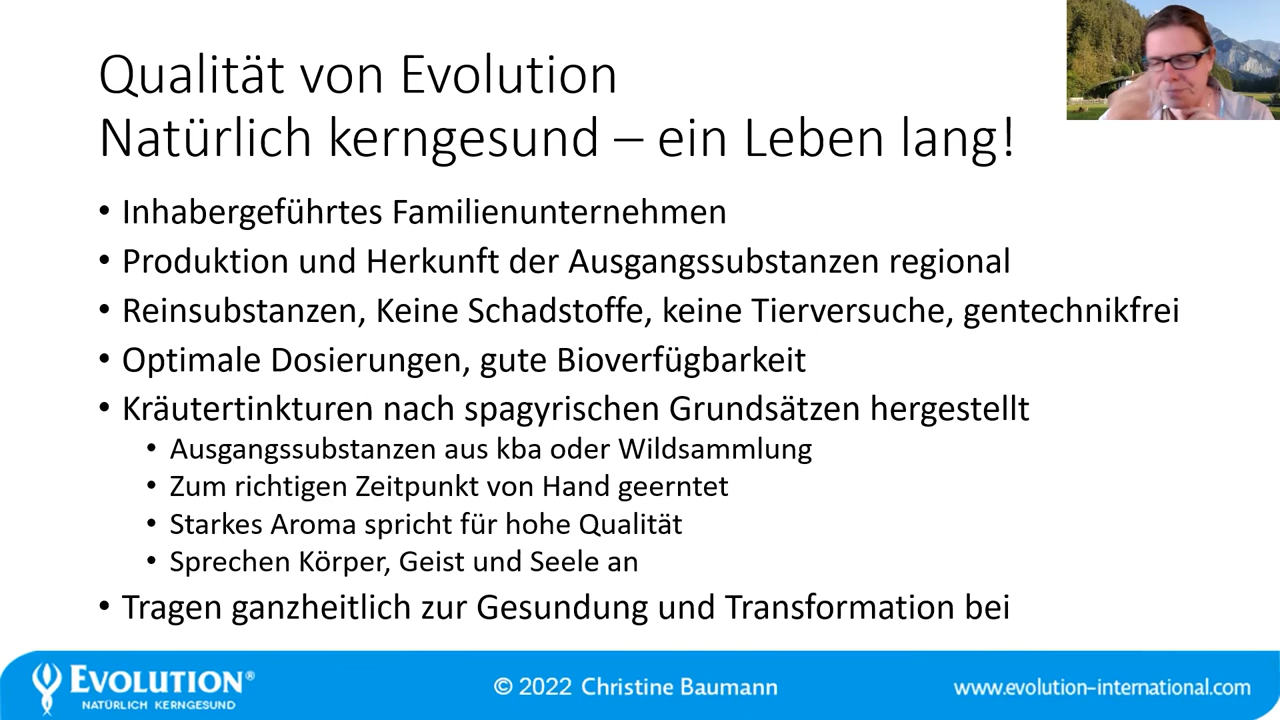 Qualität von Evolution
Natürlich kerngesund – ein Leben lang!
• Inhabergeführtes Familienunternehmen
• Produktion und Herkunft der Ausgangssubstanzen regional
• Reinsubstanzen, Keine Schadstoffe, keine Tierversuche, gentechnikfrei
• Optimale Dosierungen, gute Bioverfügbarkeit
• Kräutertinkturen nach spagyrischen Grundsätzen hergestellt
• Ausgangssubstanzen aus kba oder Wildsammlung
• Zum richtigen Zeitpunkt von Hand geerntet
• Starkes Aroma spricht für hohe Qualität
• Sprechen Körper, Geist und Seele an
• Tragen ganzheitlich zur Gesundung und Transformation bei
EVOLUTION®
NATÜRLICH KERNGESUND
© 2022 Christine Baumann
www.evolution-international.com